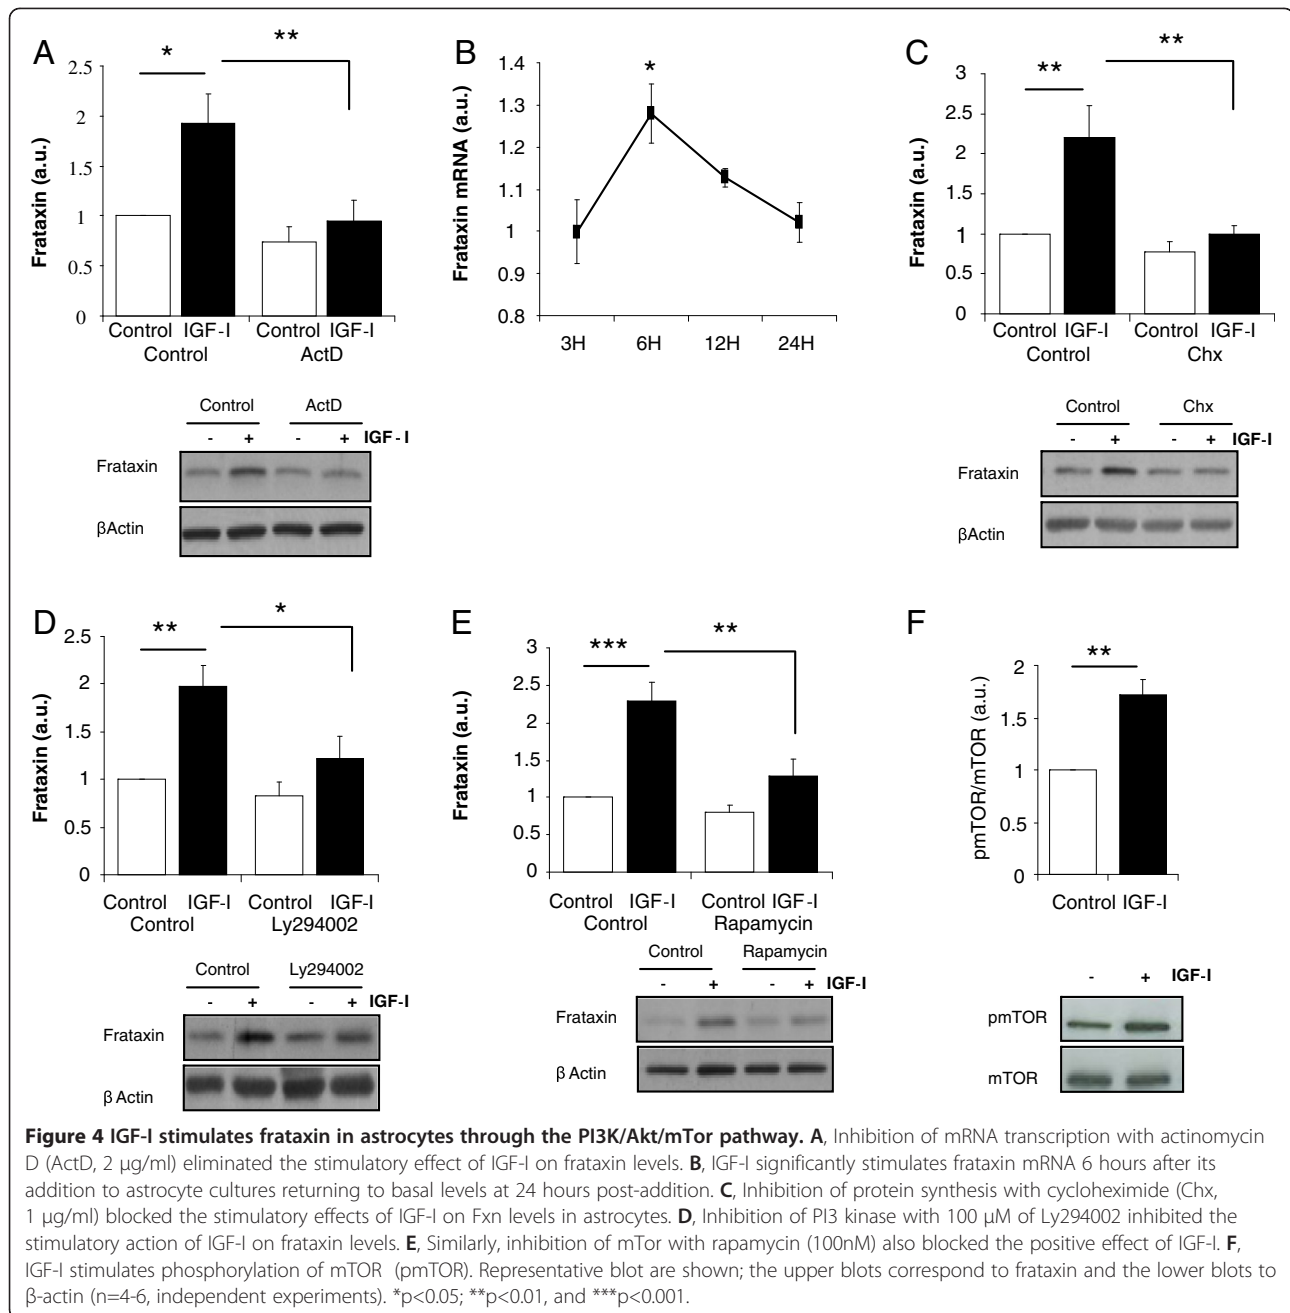 A
*
**
2.5
2
1.5
1
0.5
0
Frataxin (a.u.)
Control IGF-I Control IGF-I
Control ActD
Control ActD
- + - + IGF-I
Frataxin
βActin
B
*
1.4
1.3
1.2
1.1
1
0.9
0.8
Frataxin mRNA (a.u.)
3H 6H 12H 24H
C
**
**
3
2.5
2
1.5
1
0.5
0
Frataxin (a.u.)
Control IGF-I Control IGF-I
Control Chx
Control Chx
- + - + IGF-I
Frataxin
βActin
D
**
*
2.5
2
1.5
1
0.5
0
Frataxin (a.u.)
Control IGF-I Control IGF-I
Control Ly294002
Control Ly294002
- + - + IGF-I
Frataxin
β Actin
E
***
**
3
2.5
2
1.5
1
0.5
0
Frataxin (a.u.)
Control IGF-I Control IGF-I
Control Rapamycin
Control Rapamycin
- + - + IGF-I
Frataxin
β Actin
F
**
2
1.5
1
0.5
0
pmTOR/mTOR (a.u.)
Control IGF-I
- + IGF-I
pmTOR
mTOR
Figure 4 IGF-I stimulates frataxin in astrocytes through the PI3K/Akt/mTor pathway. A, Inhibition of mRNA transcription with actinomycin
D (ActD, 2 μg/ml) eliminated the stimulatory effect of IGF-I on frataxin levels. B, IGF-I significantly stimulates frataxin mRNA 6 hours after its
addition to astrocyte cultures returning to basal levels at 24 hours post-addition. C, Inhibition of protein synthesis with cycloheximide (Chx,
1 μg/ml) blocked the stimulatory effects of IGF-I on Fxn levels in astrocytes. D, Inhibition of PI3 kinase with 100 μM of Ly294002 inhibited the
stimulatory action of IGF-I on frataxin levels. E, Similarly, inhibition of mTor with rapamycin (100nM) also blocked the positive effect of IGF-I. F,
IGF-I stimulates phosphorylation of mTOR (pmTOR). Representative blot are shown; the upper blots correspond to frataxin and the lower blots to
β-actin (n=4-6, independent experiments). *p<0.05; **p<0.01, and ***p<0.001.